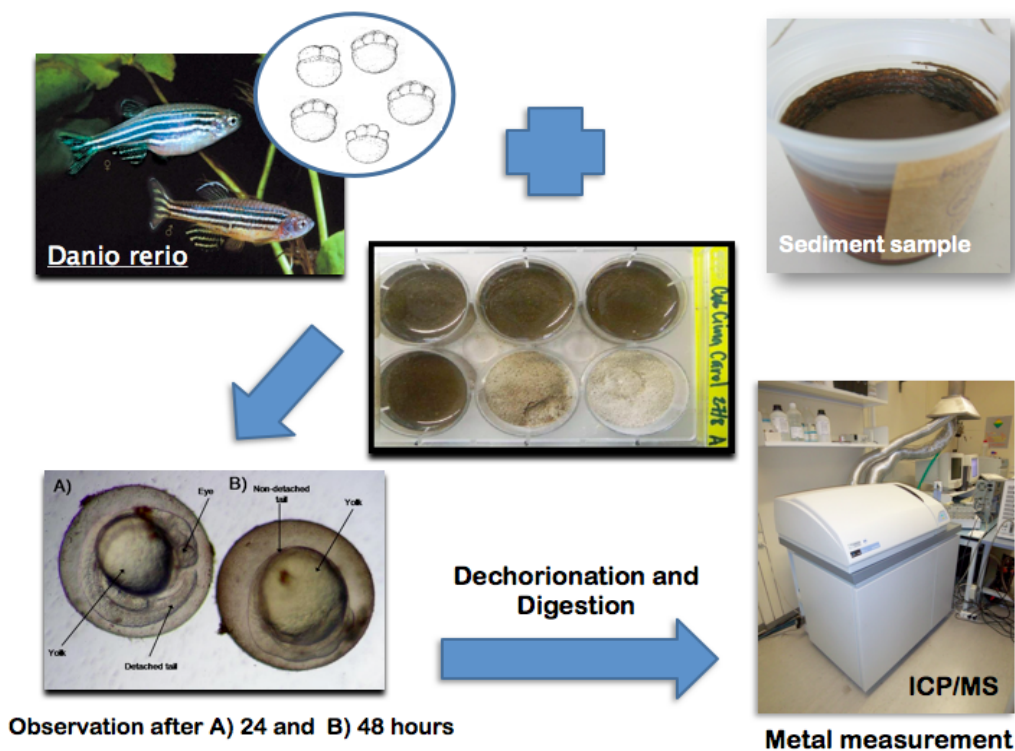 Danio rerio
Sediment sample
A)
Eye
B)
Non-detached
tail
Yolk
Yolk
Detached tail
Observation after A) 24 and B) 48 hours
Dechorionation and
Digestion
ICP/MS
Metal measurement